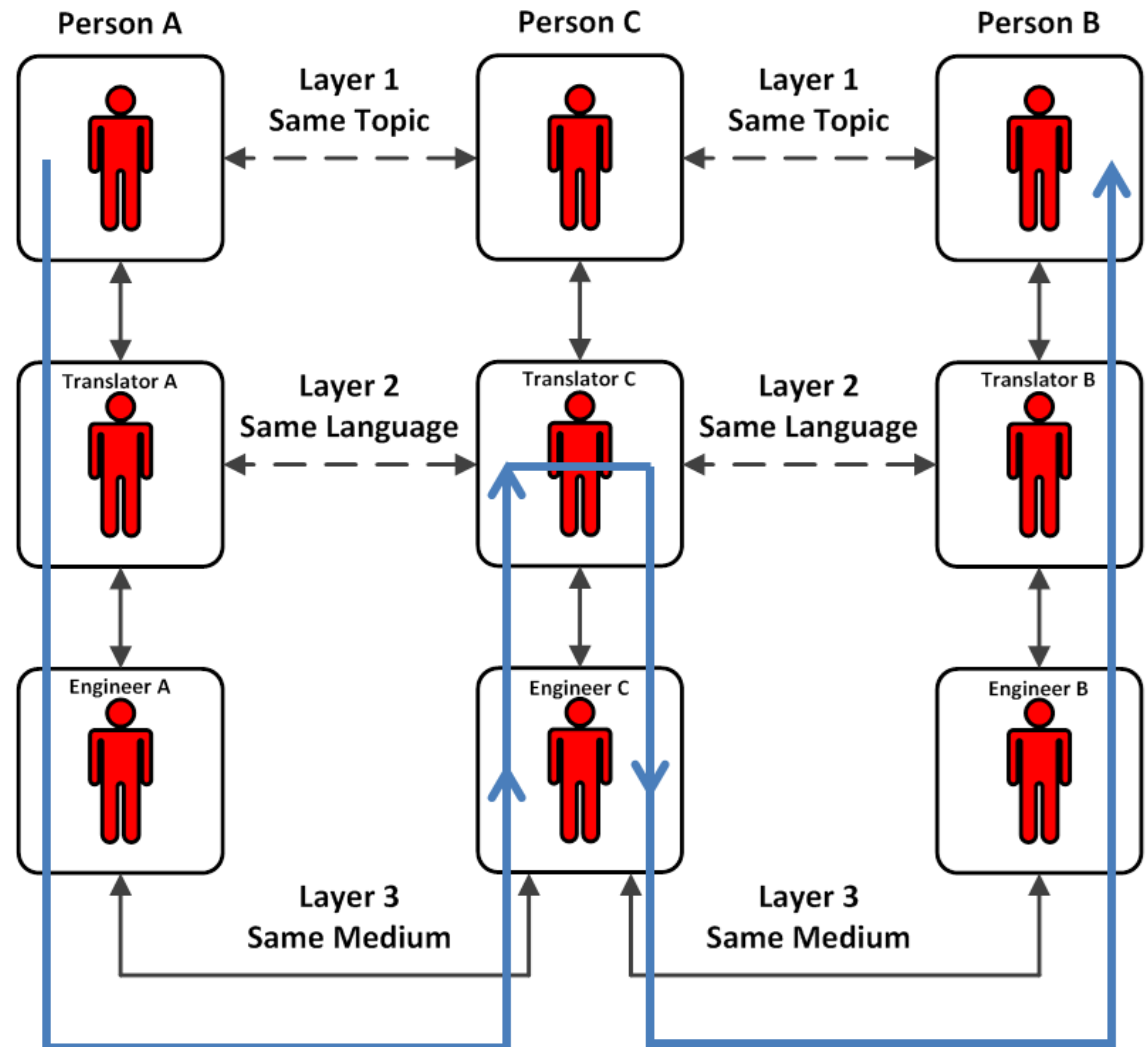 Person A
Person C
Person B
Layer 1
Same Topic
Layer 1
Same Topic
Translator A
Layer 2
Same Language
Translator C
Layer 2
Same Language
Translator B
Engineer A
Engineer C
Engineer B
Layer 3
Same Medium
Layer 3
Same Medium